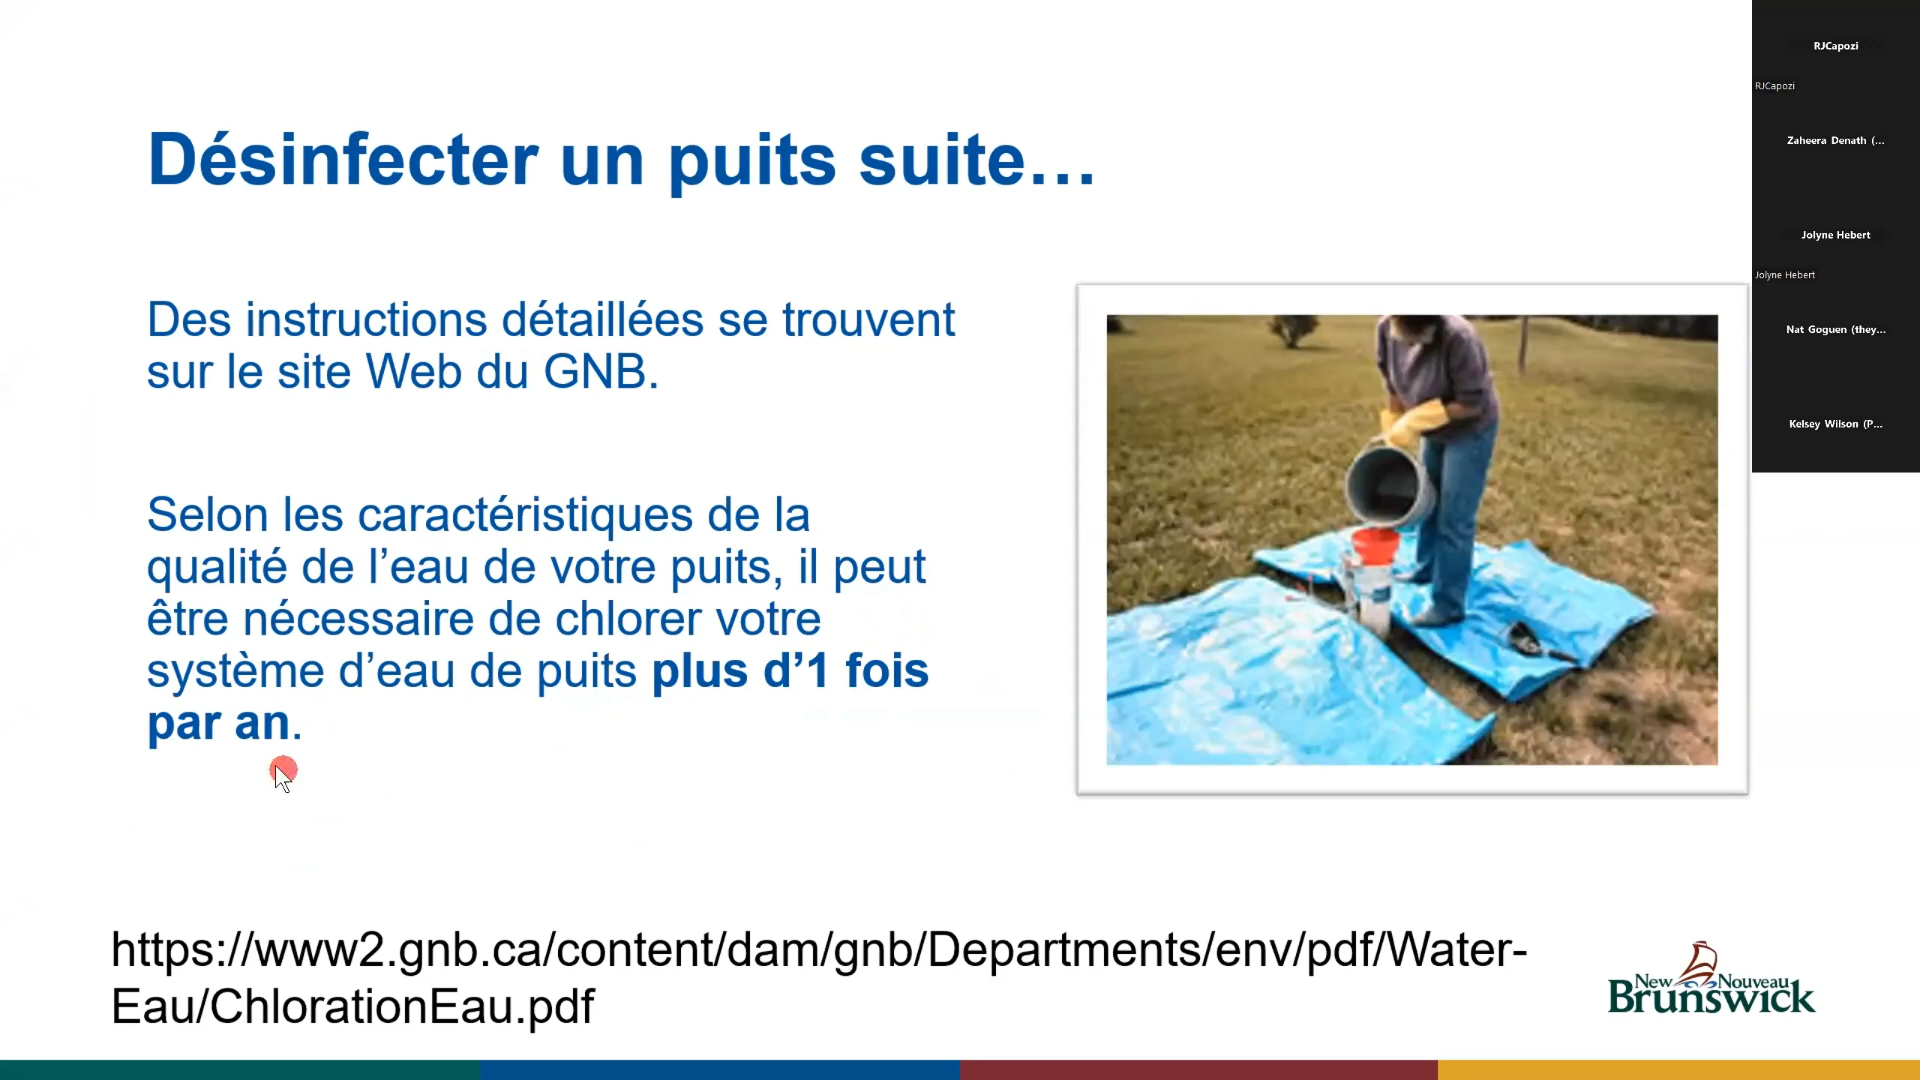 Désinfecter un puits suite…
Des instructions détaillées se trouvent
sur le site Web du GNB.
Selon les caractéristiques de la
qualité de l’eau de votre puits, il peut
être nécessaire de chlorer votre
système d’eau de puits plus d’1 fois
par an.
https://www2.gnb.ca/content/dam/gnb/Departments/env/pdf/Water-
Eau/ChlorationEau.pdf
New Nouveau
Brunswick
RJCapozi
RJCapozi
Zaheera Denath (...
Jolyne Hebert
Jolyne Hebert
Nat Goguen (they...
Kelsey Wilson (P...